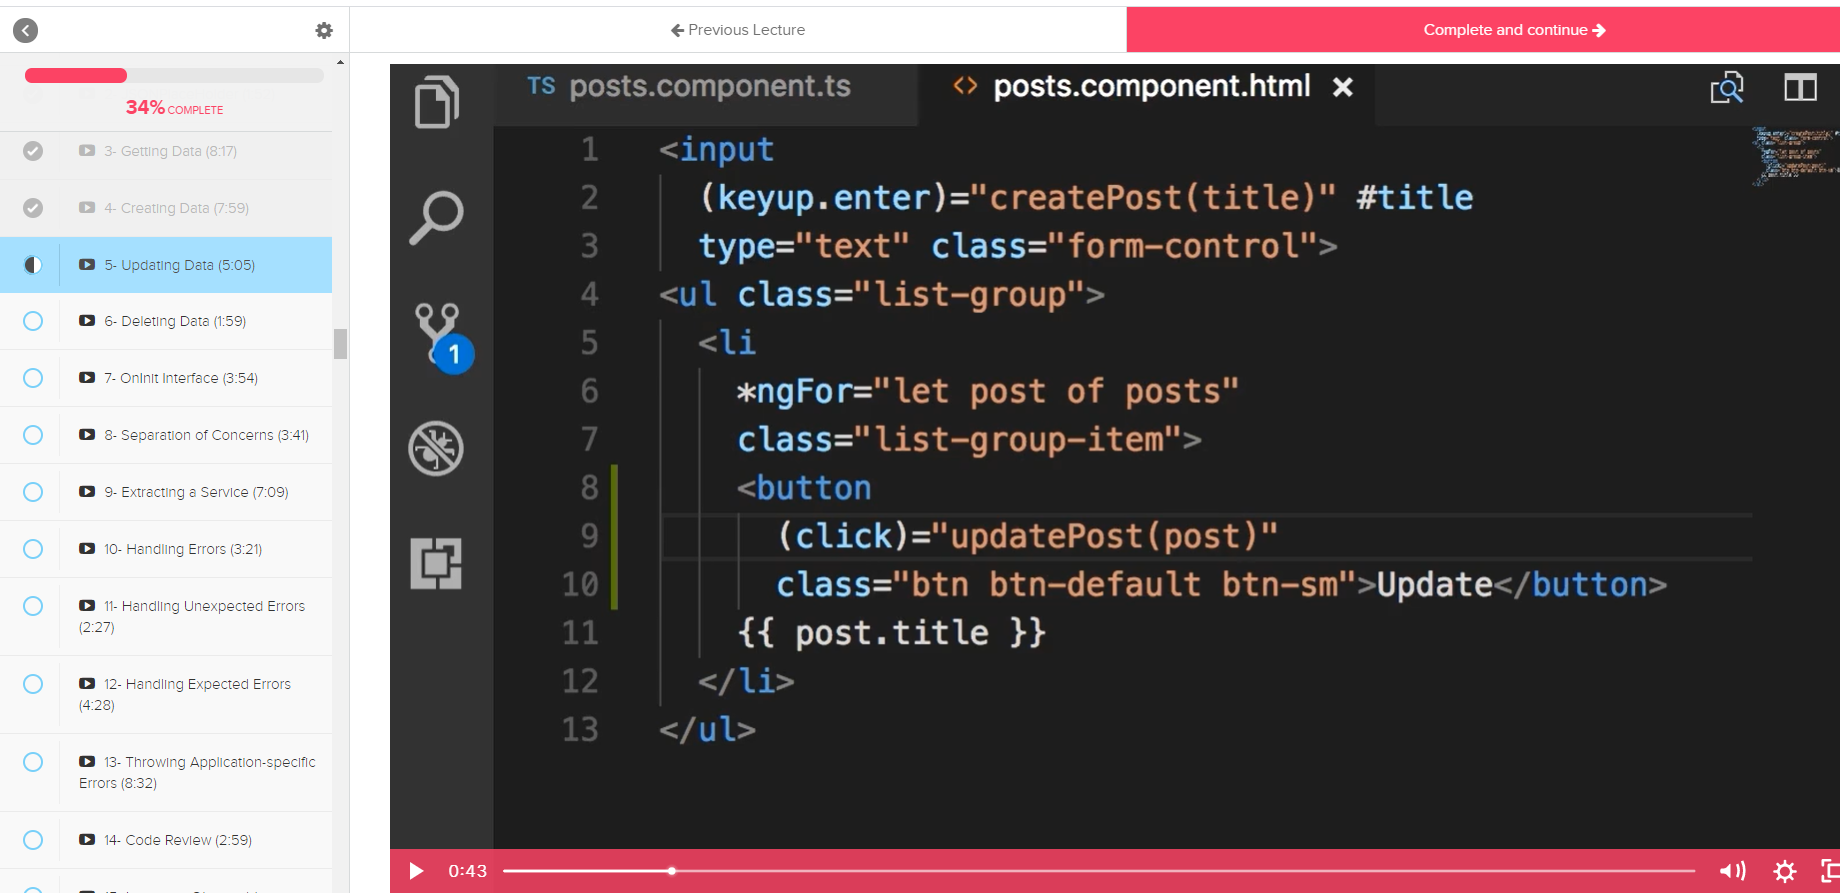 Previous Lecture
Complete and continue
34% COMPLETE
3- Getting Data (8:17)
4- Creating Data (7:59)
5- Updating Data (5:05)
6- Deleting Data (1:59)
7- OnInit Interface (3:54)
8- Separation of Concerns (3:41)
9- Extracting a Service (7:09)
10- Handling Errors (3:21)
11- Handling Unexpected Errors
(2:27)
12- Handling Expected Errors
(4:28)
13- Throwing Application-specific
Errors (8:32)
14- Code Review (2:59)
TS posts.component.ts
<> posts.component.html ×
1
1 <input
2 (keyup.enter)="createPost(title)" #title
3 type="text" class="form-control">
4 <ul class="list-group">
5 <li
6 *ngFor="let post of posts"
7 class="list-group-item">
8 <button
9 (click)="updatePost(post)"
10 class="btn btn-default btn-sm">Update</button>
11 {{ post.title }}
12 </li>
13 </ul>
0:43